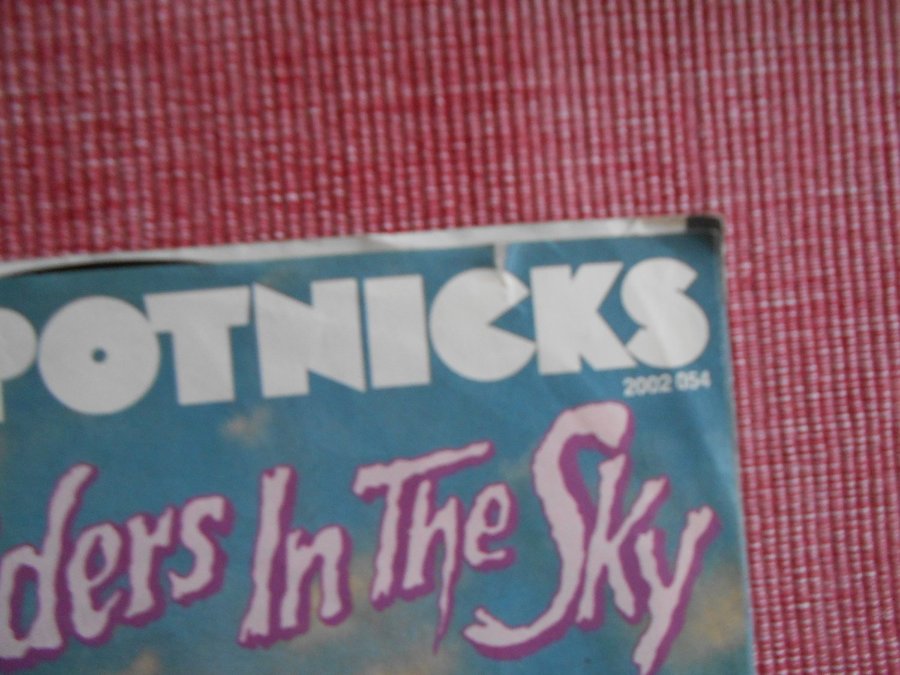 POTNICKS
2002 054
ders In The Sky